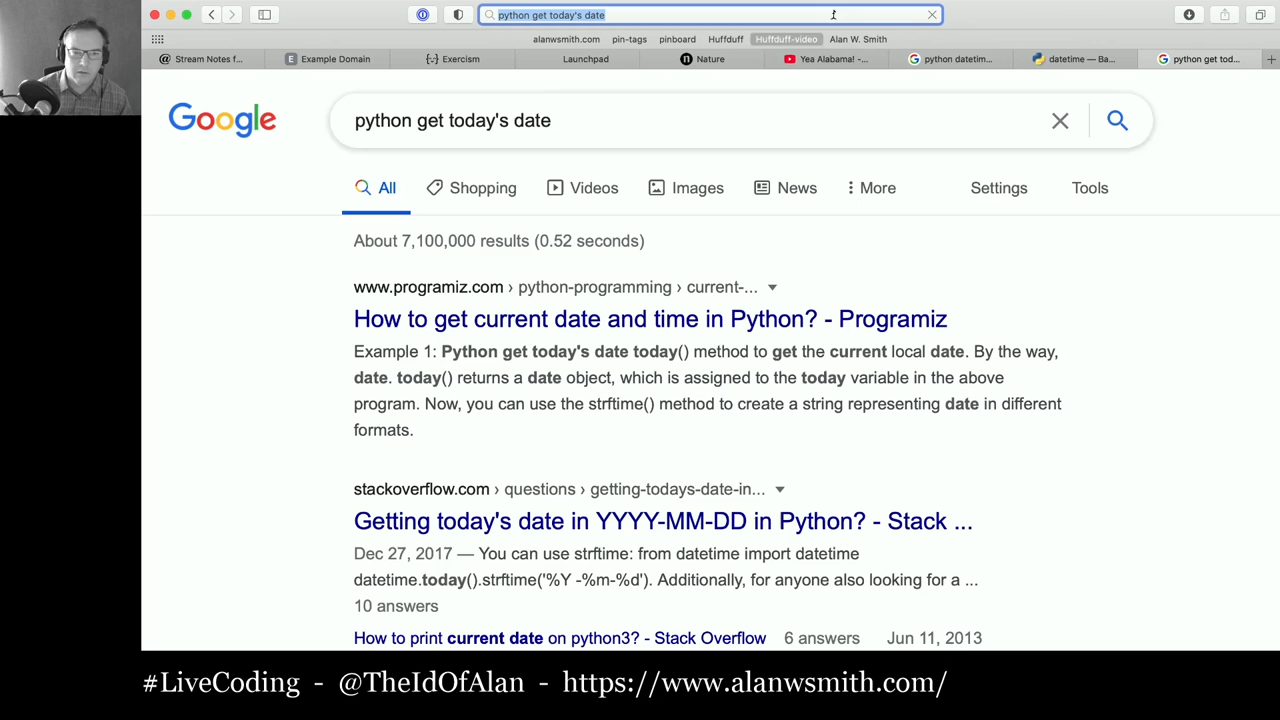 python get today's date
alanwsmith.com pin-tags pinboard Huffduff Huffduff-video Alan W. Smith
@ Stream Notes f... E Example Domain {-,-} Exercism Launchpad n Nature Yea Alabama! -... python datetim... datetime — Ba... python get tod... +
Google
python get today's date
All Shopping Videos Images News More Settings Tools
About 7,100,000 results (0.52 seconds)
www.programiz.com › python-programming › current-...
How to get current date and time in Python? - Programiz
Example 1: Python get today's date today() method to get the current local date. By the way,
date. today() returns a date object, which is assigned to the today variable in the above
program. Now, you can use the strftime() method to create a string representing date in different
formats.
stackoverflow.com › questions › getting-todays-date-in...
Getting today's date in YYYY-MM-DD in Python? - Stack ...
Dec 27, 2017 — You can use strftime: from datetime import datetime
datetime.today().strftime('%Y -%m-%d'). Additionally, for anyone also looking for a ...
10 answers
How to print current date on python3? - Stack Overflow 6 answers Jun 11, 2013
#LiveCoding - @TheIdOfAlan - https://www.alanwsmith.com/